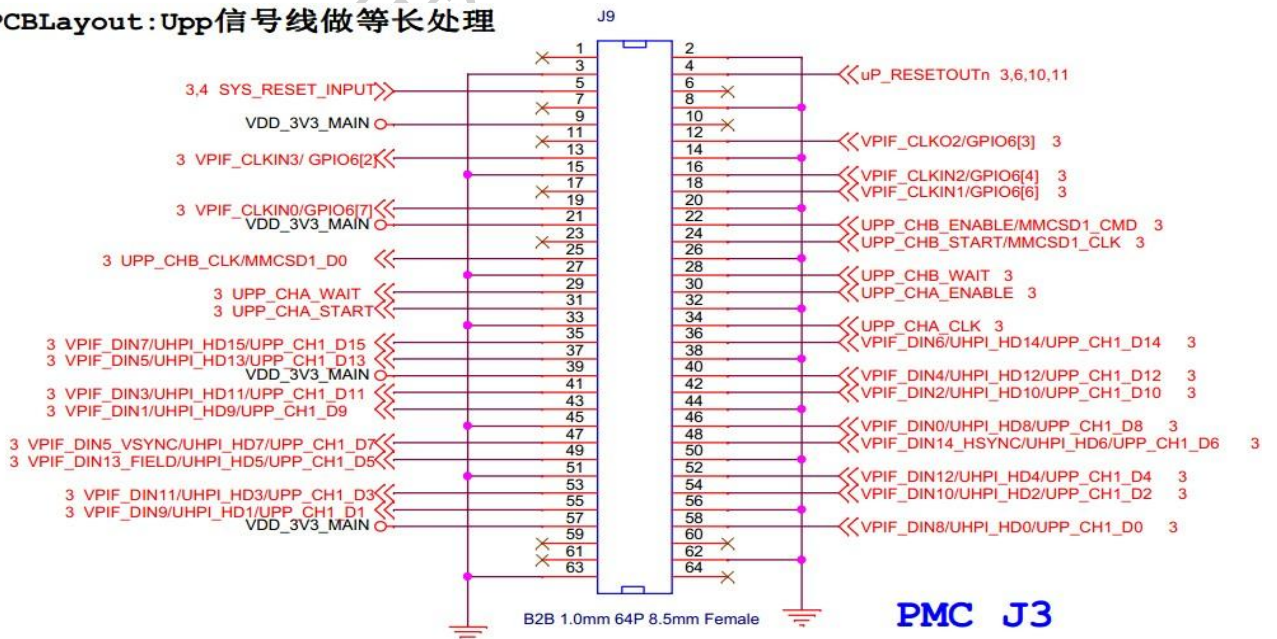 PCBLayout:Upp信号线做等长处理
J9
1 2
3 4 uP_RESETOUTn 3,6,10,11
3,4 SYS_RESET_INPUT 5 6
7 8
VDD_3V3_MAIN 9 10
11 12 VPIF_CLKO2/GPIO6[3] 3
3 VPIF_CLKIN3/ GPIO6[2] 13 14
15 16 VPIF_CLKIN2/GPIO6[4] 3
17 18 VPIF_CLKIN1/GPIO6[6] 3
3 VPIF_CLKIN0/GPIO6[7] 19 20
VDD_3V3_MAIN 21 22 UPP_CHB_ENABLE/MMCSD1_CMD 3
23 24 UPP_CHB_START/MMCSD1_CLK 3
3 UPP_CHB_CLK/MMCSD1_D0 25 26
27 28 UPP_CHB_WAIT 3
3 UPP_CHA_WAIT 29 30 UPP_CHA_ENABLE 3
3 UPP_CHA_START 31 32
33 34 UPP_CHA_CLK 3
3 VPIF_DIN7/UHPI_HD15/UPP_CH1_D15 35 36 VPIF_DIN6/UHPI_HD14/UPP_CH1_D14 3
3 VPIF_DIN5/UHPI_HD13/UPP_CH1_D13 37 38
VDD_3V3_MAIN 39 40 VPIF_DIN4/UHPI_HD12/UPP_CH1_D12 3
3 VPIF_DIN3/UHPI_HD11/UPP_CH1_D11 41 42 VPIF_DIN2/UHPI_HD10/UPP_CH1_D10 3
3 VPIF_DIN1/UHPI_HD9/UPP_CH1_D9 43 44
45 46 VPIF_DIN0/UHPI_HD8/UPP_CH1_D8 3
3 VPIF_DIN5_VSYNC/UHPI_HD7/UPP_CH1_D7 47 48 VPIF_DIN14_HSYNC/UHPI_HD6/UPP_CH1_D6 3
3 VPIF_DIN13_FIELD/UHPI_HD5/UPP_CH1_D5 49 50
51 52 VPIF_DIN12/UHPI_HD4/UPP_CH1_D4 3
3 VPIF_DIN11/UHPI_HD3/UPP_CH1_D3 53 54 VPIF_DIN10/UHPI_HD2/UPP_CH1_D2 3
3 VPIF_DIN9/UHPI_HD1/UPP_CH1_D1 55 56
VDD_3V3_MAIN 57 58 VPIF_DIN8/UHPI_HD0/UPP_CH1_D0 3
59 60
61 62
63 64
B2B 1.0mm 64P 8.5mm Female
PMC J3